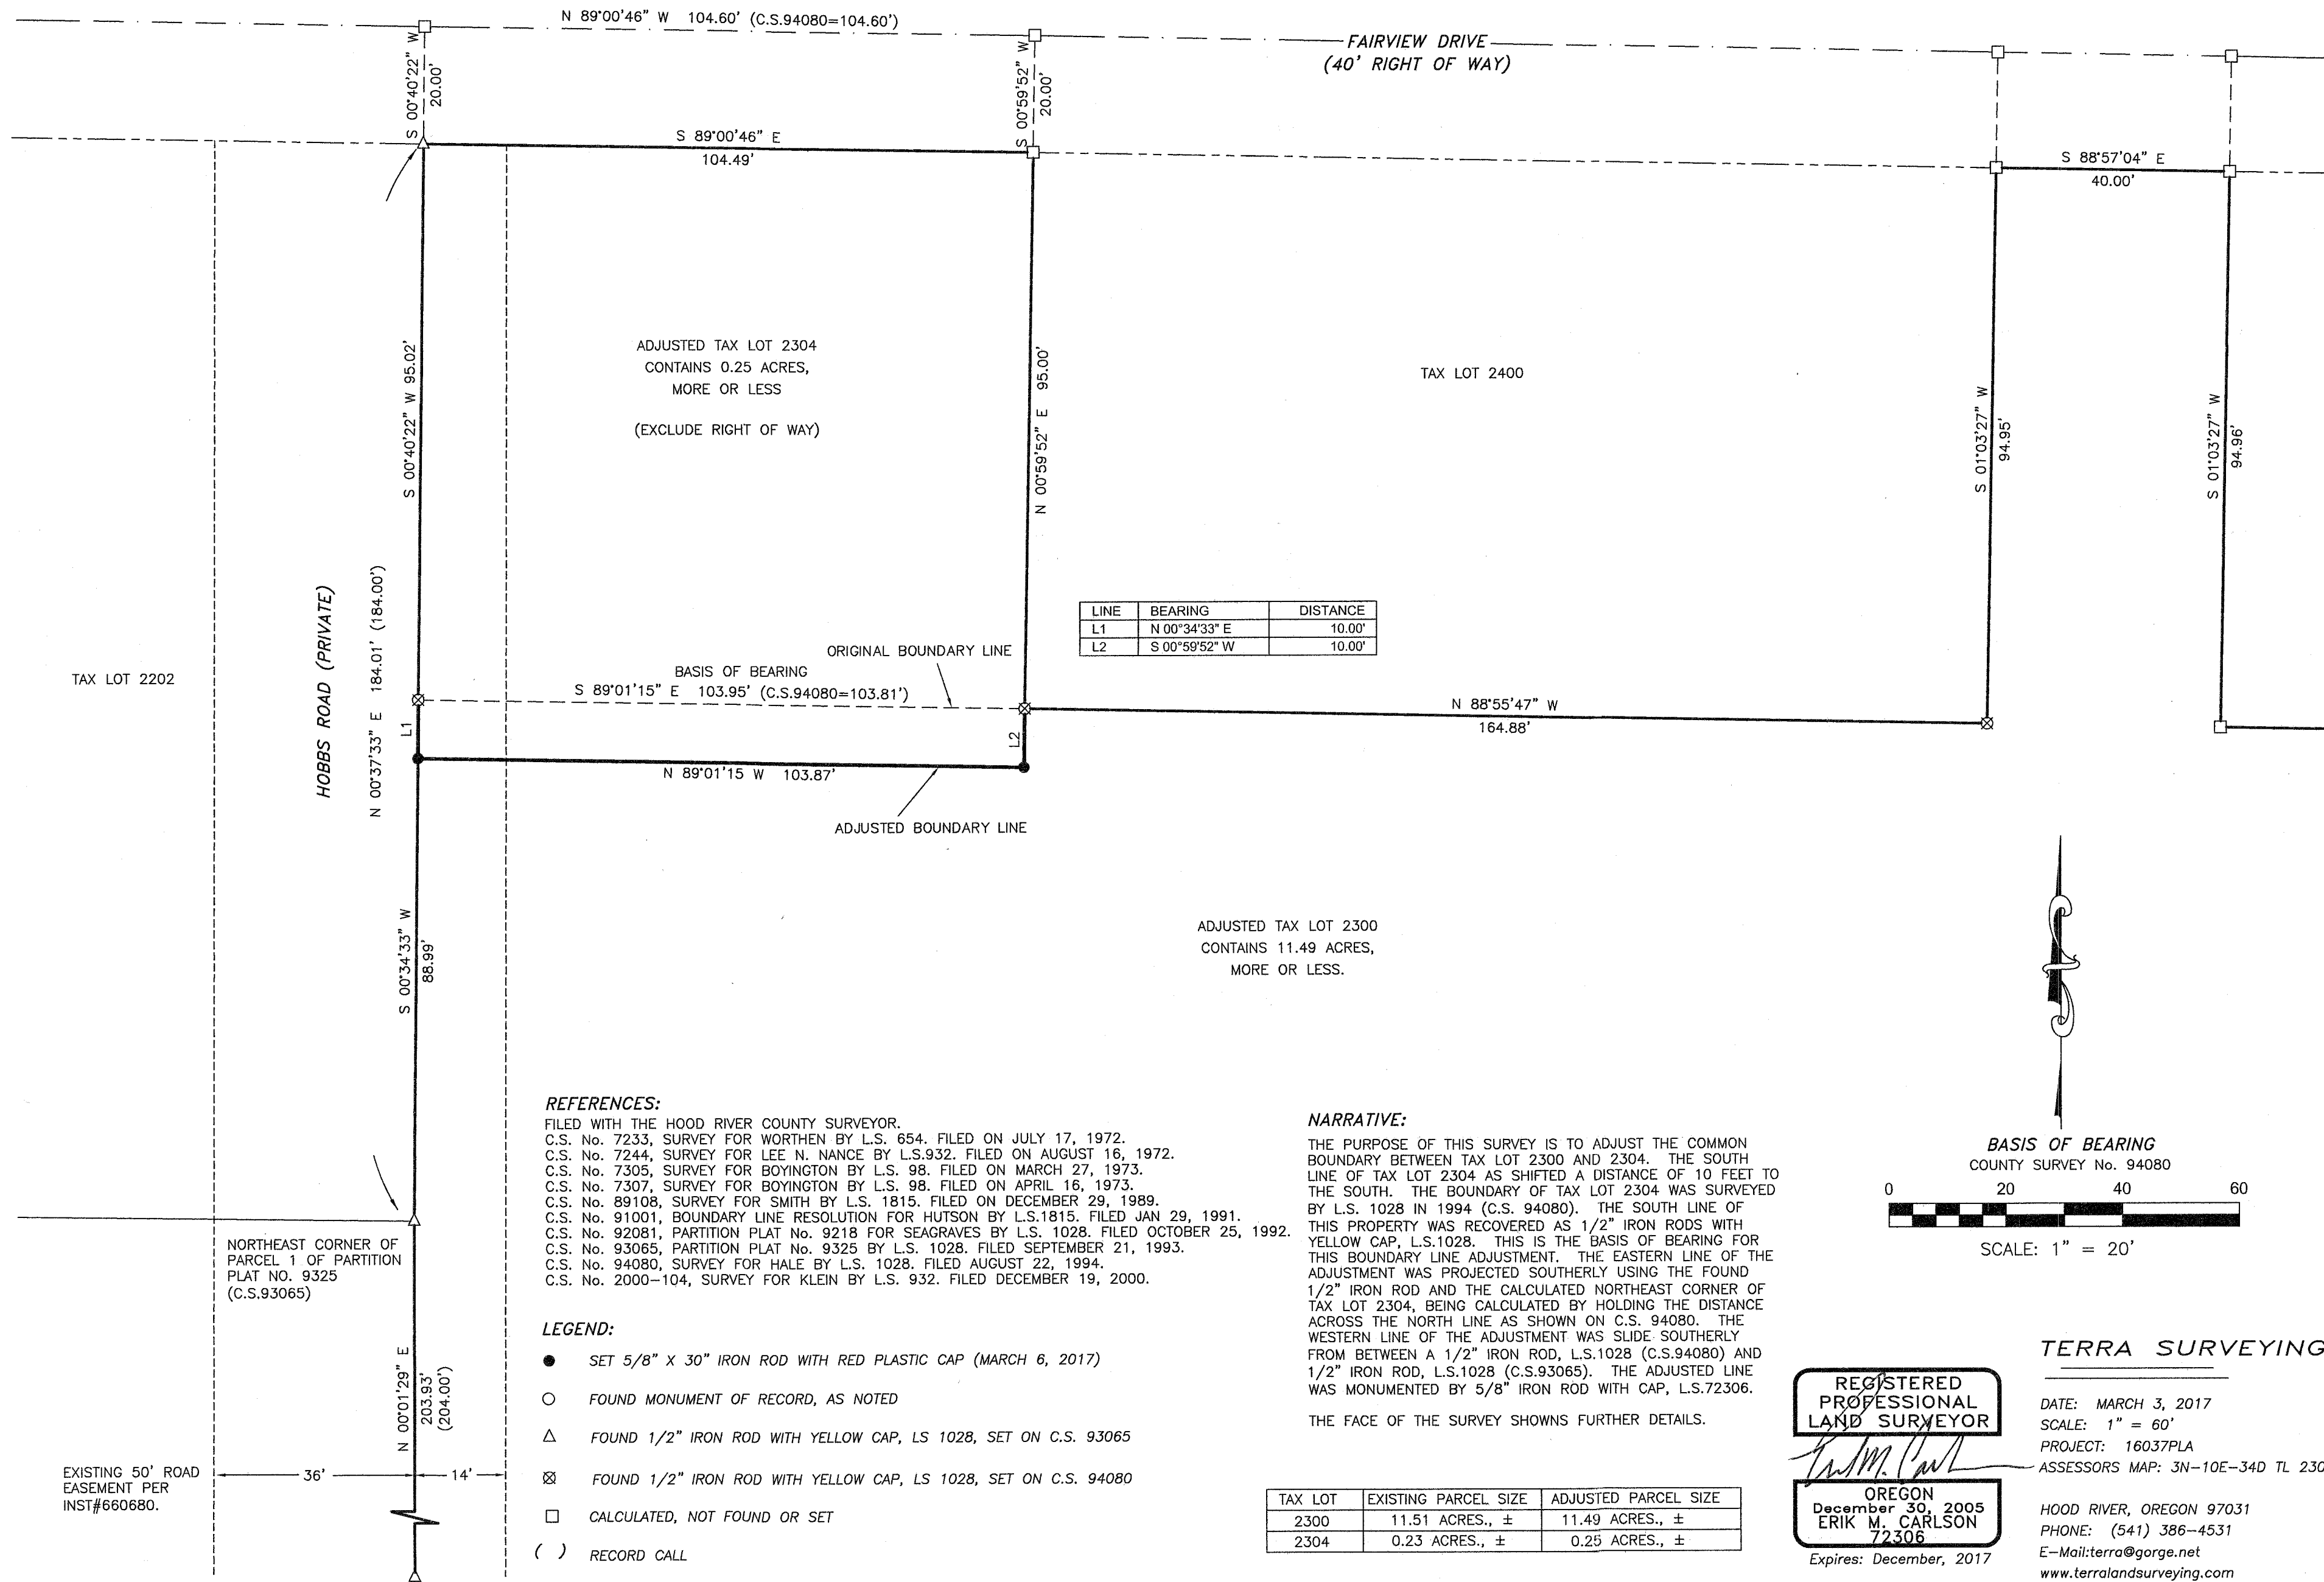 N 89°00'46" W 104.60' (C.S.94080=104.60')
FAIRVIEW DRIVE
(40' RIGHT OF WAY)
S 00°40'22" W
20.00'
S 00°59'52" W
20.00'
S 89°00'46" E
104.49'
S 88°57'04" E
40.00'
S 00°40'22" W 95.02'
ADJUSTED TAX LOT 2304
CONTAINS 0.25 ACRES,
MORE OR LESS
(EXCLUDE RIGHT OF WAY)
N 00°59'52" E 95.00'
TAX LOT 2400
S 01°03'27" W
94.95'
S 01°03'27" W
94.96'
TAX LOT 2202
HOBBS ROAD (PRIVATE)
N 00°37'33" E 184.01' (184.00')
LINE BEARING DISTANCE
L1 N 00°34'33" E 10.00'
L2 S 00°59'52" W 10.00'
ORIGINAL BOUNDARY LINE
BASIS OF BEARING
S 89°01'15" E 103.95' (C.S.94080=103.81')
L1
L2
N 88°55'47" W
164.88'
N 89°01'15 W 103.87'
ADJUSTED BOUNDARY LINE
S 00°34'33" W
88.99'
ADJUSTED TAX LOT 2300
CONTAINS 11.49 ACRES,
MORE OR LESS.
NORTHEAST CORNER OF
PARCEL 1 OF PARTITION
PLAT NO. 9325
(C.S.93065)
N 00°01'29" E
203.93'
(204.00')
EXISTING 50' ROAD
EASEMENT PER
INST#660680.
36'
14'
REFERENCES:
FILED WITH THE HOOD RIVER COUNTY SURVEYOR.
C.S. No. 7233, SURVEY FOR WORTHEN BY L.S. 654. FILED ON JULY 17, 1972.
C.S. No. 7244, SURVEY FOR LEE N. NANCE BY L.S.932. FILED ON AUGUST 16, 1972.
C.S. No. 7305, SURVEY FOR BOYINGTON BY L.S. 98. FILED ON MARCH 27, 1973.
C.S. No. 7307, SURVEY FOR BOYINGTON BY L.S. 98. FILED ON APRIL 16, 1973.
C.S. No. 89108, SURVEY FOR SMITH BY L.S. 1815. FILED ON DECEMBER 29, 1989.
C.S. No. 91001, BOUNDARY LINE RESOLUTION FOR HUTSON BY L.S.1815. FILED JAN 29, 1991.
C.S. No. 92081, PARTITION PLAT No. 9218 FOR SEAGRAVES BY L.S. 1028. FILED OCTOBER 25, 1992.
C.S. No. 93065, PARTITION PLAT No. 9325 BY L.S. 1028. FILED SEPTEMBER 21, 1993.
C.S. No. 94080, SURVEY FOR HALE BY L.S. 1028. FILED AUGUST 22, 1994.
C.S. No. 2000-104, SURVEY FOR KLEIN BY L.S. 932. FILED DECEMBER 19, 2000.
LEGEND:
SET 5/8" X 30" IRON ROD WITH RED PLASTIC CAP (MARCH 6, 2017)
FOUND MONUMENT OF RECORD, AS NOTED
FOUND 1/2" IRON ROD WITH YELLOW CAP, LS 1028, SET ON C.S. 93065
FOUND 1/2" IRON ROD WITH YELLOW CAP, LS 1028, SET ON C.S. 94080
CALCULATED, NOT FOUND OR SET
( ) RECORD CALL
NARRATIVE:
THE PURPOSE OF THIS SURVEY IS TO ADJUST THE COMMON
BOUNDARY BETWEEN TAX LOT 2300 AND 2304. THE SOUTH
LINE OF TAX LOT 2304 AS SHIFTED A DISTANCE OF 10 FEET TO
THE SOUTH. THE BOUNDARY OF TAX LOT 2304 WAS SURVEYED
BY L.S. 1028 IN 1994 (C.S. 94080). THE SOUTH LINE OF
THIS PROPERTY WAS RECOVERED AS 1/2" IRON RODS WITH
YELLOW CAP, L.S.1028. THIS IS THE BASIS OF BEARING FOR
THIS BOUNDARY LINE ADJUSTMENT. THE EASTERN LINE OF THE
ADJUSTMENT WAS PROJECTED SOUTHERLY USING THE FOUND
1/2" IRON ROD AND THE CALCULATED NORTHEAST CORNER OF
TAX LOT 2304, BEING CALCULATED BY HOLDING THE DISTANCE
ACROSS THE NORTH LINE AS SHOWN ON C.S. 94080. THE
WESTERN LINE OF THE ADJUSTMENT WAS SLIDE SOUTHERLY
FROM BETWEEN A 1/2" IRON ROD, L.S.1028 (C.S.94080) AND
1/2" IRON ROD, L.S.1028 (C.S.93065). THE ADJUSTED LINE
WAS MONUMENTED BY 5/8" IRON ROD WITH CAP, L.S.72306.
THE FACE OF THE SURVEY SHOWNS FURTHER DETAILS.
TAX LOT EXISTING PARCEL SIZE ADJUSTED PARCEL SIZE
2300 11.51 ACRES., ± 11.49 ACRES., ±
2304 0.23 ACRES., ± 0.25 ACRES., ±
BASIS OF BEARING
COUNTY SURVEY No. 94080
0 20 40 60
SCALE: 1" = 20'
REGISTERED
PROFESSIONAL
LAND SURVEYOR
OREGON
December 30, 2005
ERIK M. CARLSON
72306
Expires: December, 2017
TERRA SURVEYING
DATE: MARCH 3, 2017
SCALE: 1" = 60'
PROJECT: 16037PLA
ASSESSORS MAP: 3N-10E-34D TL 230
HOOD RIVER, OREGON 97031
PHONE: (541) 386-4531
E-Mail:terra@gorge.net
www.terralandsurveying.com